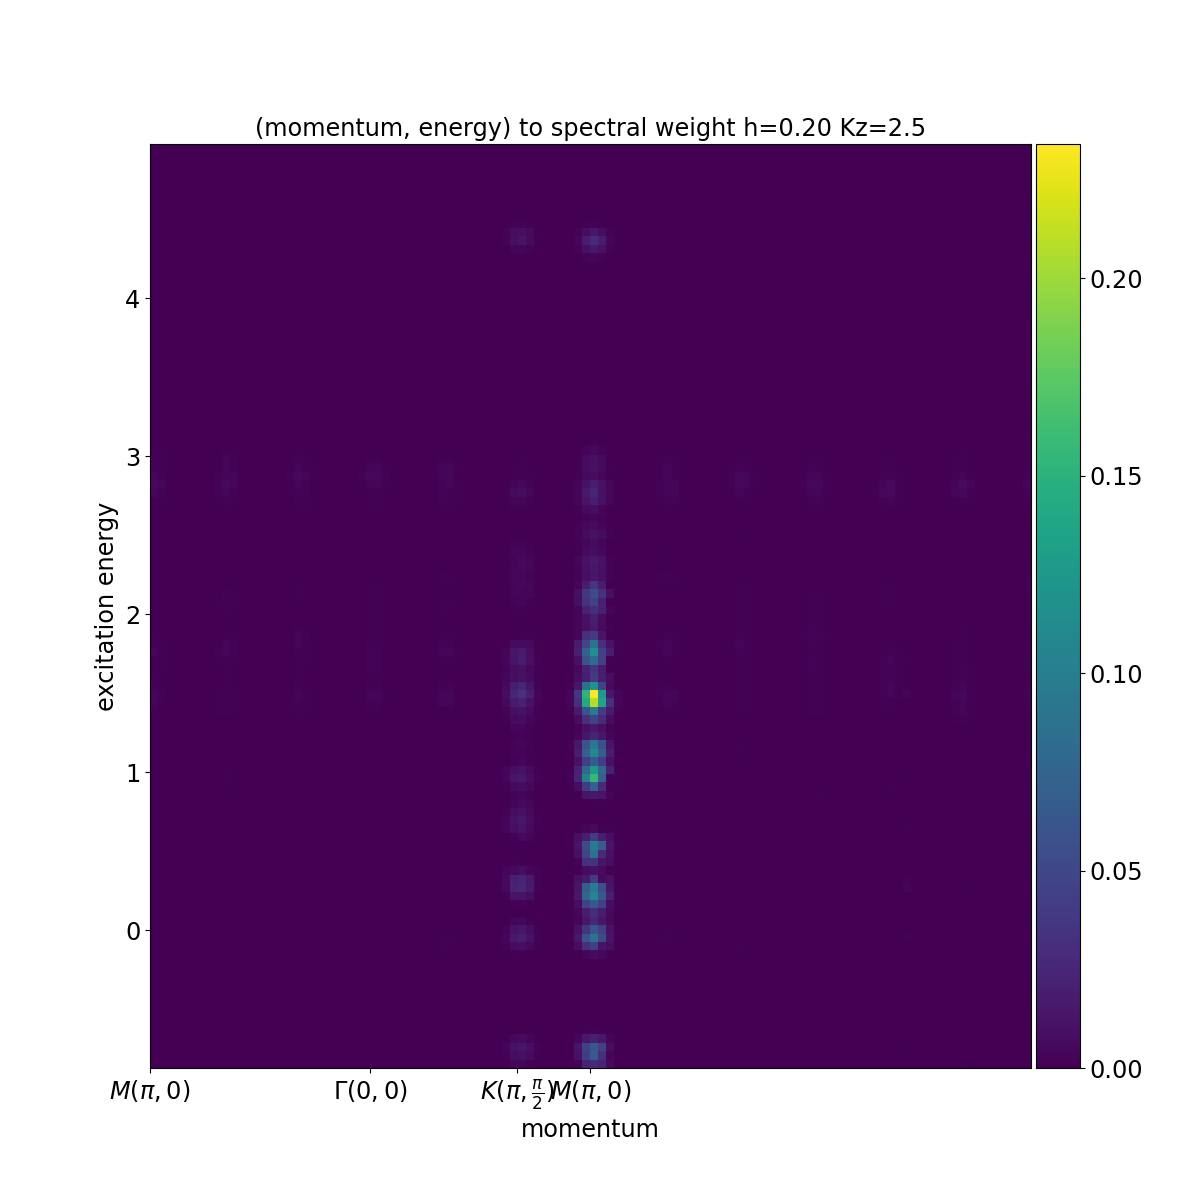 (momentum, energy) to spectral weight h=0.20 Kz=2.5
excitation energy
4
3
2
1
0
0.20
0.15
0.10
0.05
0.00
M(π, 0)
Γ(0, 0)
K(π, π/2)
M(π, 0)
momentum